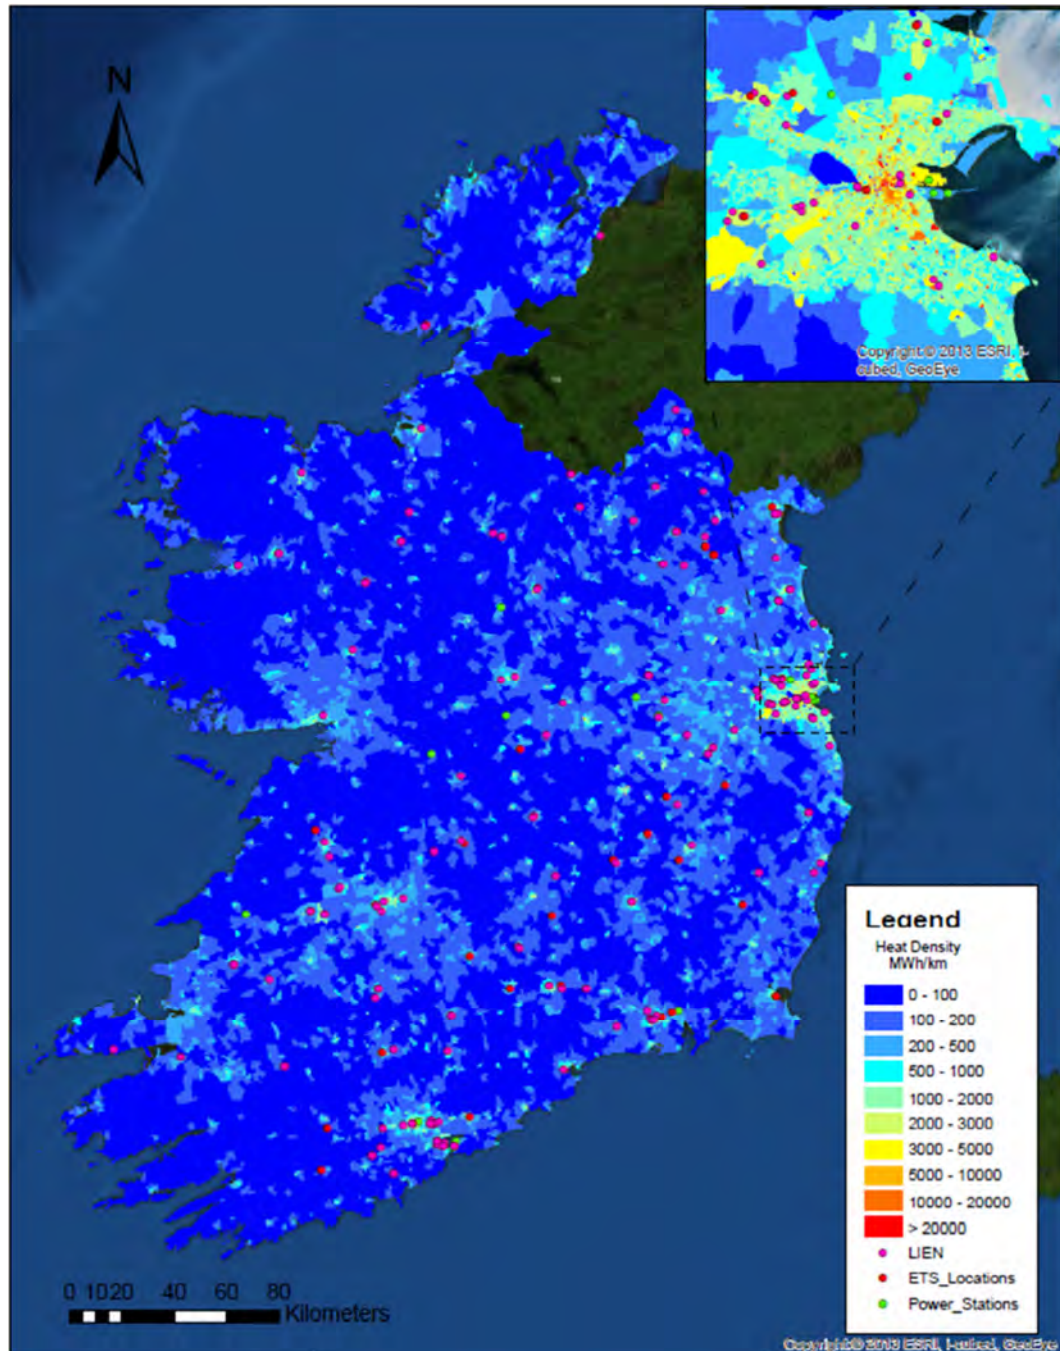 N
Copyright:© 2013 ESRI, i-
cubed, GeoEye
Legend
Heat Density
MWh/km
0 - 100
100 - 200
200 - 500
500 - 1000
1000 - 2000
2000 - 3000
3000 - 5000
5000 - 10000
10000 - 20000
> 20000
LIEN
ETS_Locations
Power_Stations
0 10 20 40 60 80
Kilometers
Copyright:© 2013 ESRI, i-cubed, GeoEye